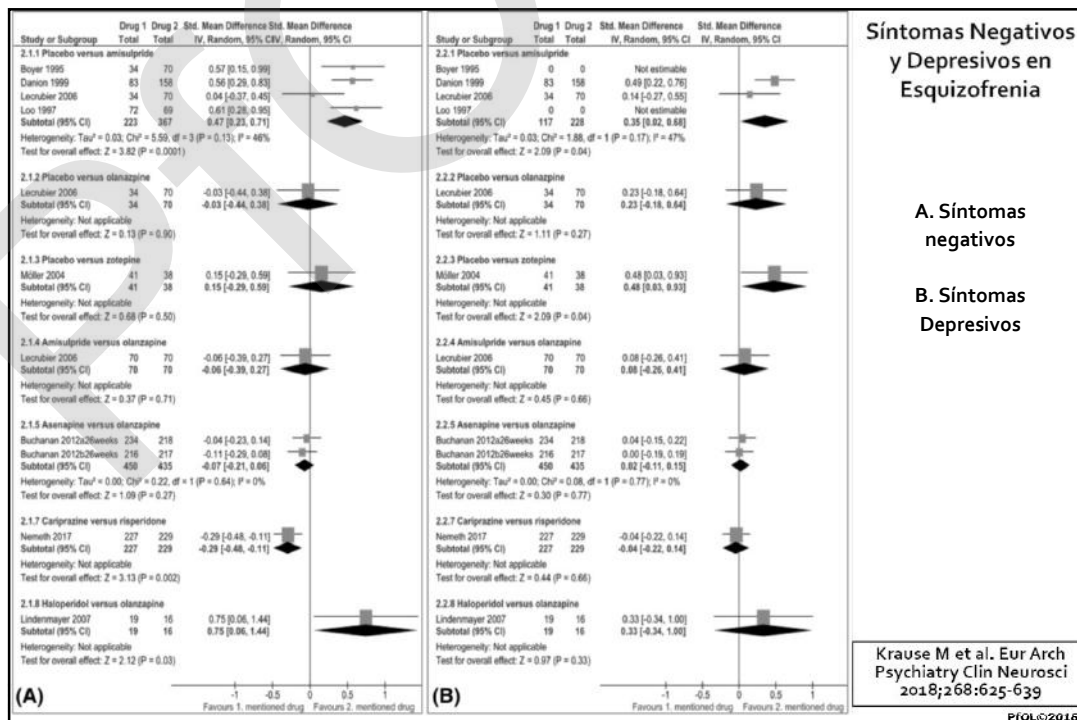 Drug 1 Drug 2 Std. Mean Difference Std. Mean Difference
Study or Subgroup Total Total IV, Random, 95% CI IV, Random, 95% CI
2.1.1 Placebo versus amisulpride
Boyer 1995 34 70 0.57 [0.15, 0.99]
Danion 1999 83 158 0.56 [0.29, 0.83]
Lecrubier 2006 34 70 0.04 [-0.37, 0.45]
Loo 1997 72 69 0.61 [0.28, 0.95]
Subtotal (95% CI) 223 367 0.47 [0.23, 0.71]
Heterogeneity: Tau² = 0.03; Chi² = 5.59, df = 3 (P = 0.13); I² = 46%
Test for overall effect: Z = 3.82 (P = 0.0001)
2.1.2 Placebo versus olanazpine
Lecrubier 2006 34 70 -0.03 [-0.44, 0.38]
Subtotal (95% CI) 34 70 -0.03 [-0.44, 0.38]
Heterogeneity: Not applicable
Test for overall effect: Z = 0.13 (P = 0.90)
2.1.3 Placebo versus zotepine
Möller 2004 41 38 0.15 [-0.29, 0.59]
Subtotal (95% CI) 41 38 0.15 [-0.29, 0.59]
Heterogeneity: Not applicable
Test for overall effect: Z = 0.68 (P = 0.50)
2.1.4 Amisulpride versus olanzapine
Lecrubier 2006 70 70 -0.06 [-0.39, 0.27]
Subtotal (95% CI) 70 70 -0.06 [-0.39, 0.27]
Heterogeneity: Not applicable
Test for overall effect: Z = 0.37 (P = 0.71)
2.1.5 Asenapine versus olanzapine
Buchanan 2012a26weeks 234 218 -0.04 [-0.23, 0.14]
Buchanan 2012b26weeks 216 217 -0.11 [-0.29, 0.08]
Subtotal (95% CI) 450 435 -0.07 [-0.21, 0.06]
Heterogeneity: Tau² = 0.00; Chi² = 0.22, df = 1 (P = 0.64); I² = 0%
Test for overall effect: Z = 1.09 (P = 0.27)
2.1.7 Cariprazine versus risperidone
Nemeth 2017 227 229 -0.29 [-0.48, -0.11]
Subtotal (95% CI) 227 229 -0.29 [-0.48, -0.11]
Heterogeneity: Not applicable
Test for overall effect: Z = 3.13 (P = 0.002)
2.1.8 Haloperidol versus olanzapine
Lindenmayer 2007 19 16 0.75 [0.06, 1.44]
Subtotal (95% CI) 19 16 0.75 [0.06, 1.44]
Heterogeneity: Not applicable
Test for overall effect: Z = 2.12 (P = 0.03)
-1 -0.5 0 0.5 1
Favours 1. mentioned drug Favours 2. mentioned drug
(A)
Drug 1 Drug 2 Std. Mean Difference Std. Mean Difference
Study or Subgroup Total Total IV, Random, 95% CI IV, Random, 95% CI
2.2.1 Placebo versus amisulpride
Boyer 1995 0 0 Not estimable
Danion 1999 83 158 0.49 [0.22, 0.76]
Lecrubier 2006 34 70 0.14 [-0.27, 0.55]
Loo 1997 0 0 Not estimable
Subtotal (95% CI) 117 228 0.35 [0.02, 0.68]
Heterogeneity: Tau² = 0.03; Chi² = 1.88, df = 1 (P = 0.17); I² = 47%
Test for overall effect: Z = 2.09 (P = 0.04)
2.2.2 Placebo versus olanazpine
Lecrubier 2006 34 70 0.23 [-0.18, 0.64]
Subtotal (95% CI) 34 70 0.23 [-0.18, 0.64]
Heterogeneity: Not applicable
Test for overall effect: Z = 1.11 (P = 0.27)
2.2.3 Placebo versus zotepine
Möller 2004 41 38 0.48 [0.03, 0.93]
Subtotal (95% CI) 41 38 0.48 [0.03, 0.93]
Heterogeneity: Not applicable
Test for overall effect: Z = 2.09 (P = 0.04)
2.2.4 Amisulpride versus olanzapine
Lecrubier 2006 70 70 0.08 [-0.26, 0.41]
Subtotal (95% CI) 70 70 0.08 [-0.26, 0.41]
Heterogeneity: Not applicable
Test for overall effect: Z = 0.45 (P = 0.66)
2.2.5 Asenapine versus olanzapine
Buchanan 2012a26weeks 234 218 0.04 [-0.15, 0.22]
Buchanan 2012b26weeks 216 217 0.00 [-0.19, 0.19]
Subtotal (95% CI) 450 435 0.02 [-0.11, 0.15]
Heterogeneity: Tau² = 0.00; Chi² = 0.08, df = 1 (P = 0.77); I² = 0%
Test for overall effect: Z = 0.30 (P = 0.77)
2.2.7 Cariprazine versus risperidone
Nemeth 2017 227 229 -0.04 [-0.22, 0.14]
Subtotal (95% CI) 227 229 -0.04 [-0.22, 0.14]
Heterogeneity: Not applicable
Test for overall effect: Z = 0.44 (P = 0.66)
2.2.8 Haloperidol versus olanzapine
Lindenmayer 2007 19 16 0.33 [-0.34, 1.00]
Subtotal (95% CI) 19 16 0.33 [-0.34, 1.00]
Heterogeneity: Not applicable
Test for overall effect: Z = 0.97 (P = 0.33)
-1 -0.5 0 0.5 1
Favours 1. mentioned drug Favours 2. mentioned drug
(B)
Síntomas Negativos
y Depresivos en
Esquizofrenia
A. Síntomas
negativos
B. Síntomas
Depresivos
Krause M et al. Eur Arch
Psychiatry Clin Neurosci
2018;268:625-639